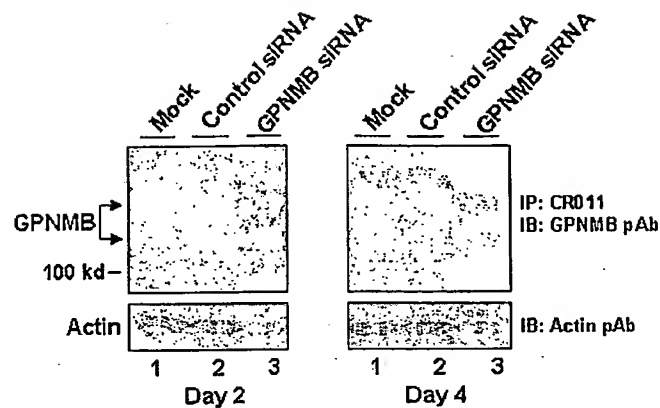 Mock Control siRNA GPNMB siRNA
Mock Control siRNA GPNMB siRNA
GPNMB
100 kd
IP: CR011
IB: GPNMB pAb
Actin
IB: Actin pAb
1 2 3
1 2 3
Day 2
Day 4